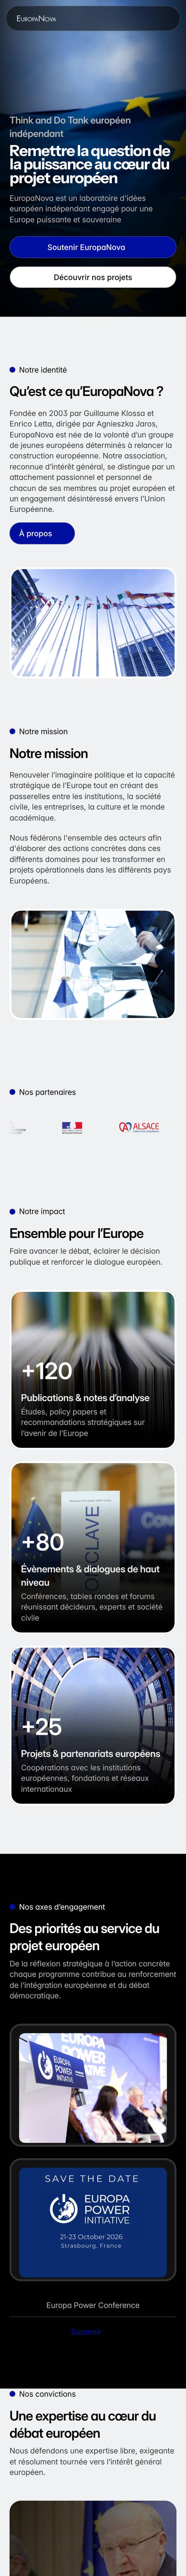 EUROPANOVA
Think and Do Tank européen
indépendant
Remettre la question de
la puissance au cœur du
projet européen
EuropaNova est un laboratoire d'idées
européen indépendant engagé pour une
Europe puissante et souveraine
Soutenir EuropaNova
Découvrir nos projets
Notre identité
Qu'est ce qu'EuropaNova ?
Fondée en 2003 par Guillaume Klossa et
Enrico Letta, dirigée par Agnieszka Jaros,
EuropaNova est née de la volonté d'un groupe
de jeunes européens déterminés à relancer la
construction européenne. Notre association,
reconnue d'intérêt général, se distingue par un
attachement passionnel et personnel de
chacun de ses membres au projet européen et
un engagement désintéressé envers l'Union
Européenne.
À propos
Notre mission
Notre mission
Renouveler l'imaginaire politique et la capacité
stratégique de l'Europe tout en créant des
passerelles entre les institutions, la société
civile, les entreprises, la culture et le monde
académique.
Nous fédérons l'ensemble des acteurs afin
d'élaborer des actions concrètes dans ces
différents domaines pour les transformer en
projets opérationnels dans les différents pays
Européens.
Nos partenaires
ALSACE
Notre impact
Ensemble pour l'Europe
Faire avancer le débat, éclairer le décision
publique et renforcer le dialogue européen.
+120
Publications & notes d'analyse
Études, policy papers et
recommandations stratégiques sur
l'avenir de l'Europe
+80
Évènements & dialogues de haut
niveau
Conférences, tables rondes et forums
réunissant décideurs, experts et société
civile
+25
Projets & partenariats européens
Coopérations avec les institutions
européennes, fondations et réseaux
internationaux
Nos axes d'engagement
Des priorités au service du
projet européen
De la réflexion stratégique à l'action concrète
chaque programme contribue au renforcement
de l'intégration européenne et du débat
démocratique.
EUROPA
POWER
INITIATIVE
SAVE THE DATE
EUROPA
POWER
INITIATIVE
21-23 October 2026
Strasbourg, France
Europa Power Conference
Soutenir
Nos convictions
Une expertise au cœur du
débat européen
Nous défendons une expertise libre, exigeante
et résolument tournée vers l'intérêt général
européen.